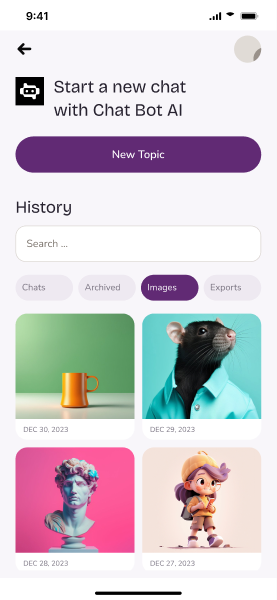 9:41
Start a new chat
with Chat Bot AI
New Topic
History
Search ...
Chats
Archived
Images
Exports
DEC 30, 2023
DEC 29, 2023
DEC 28, 2023
DEC 27, 2023